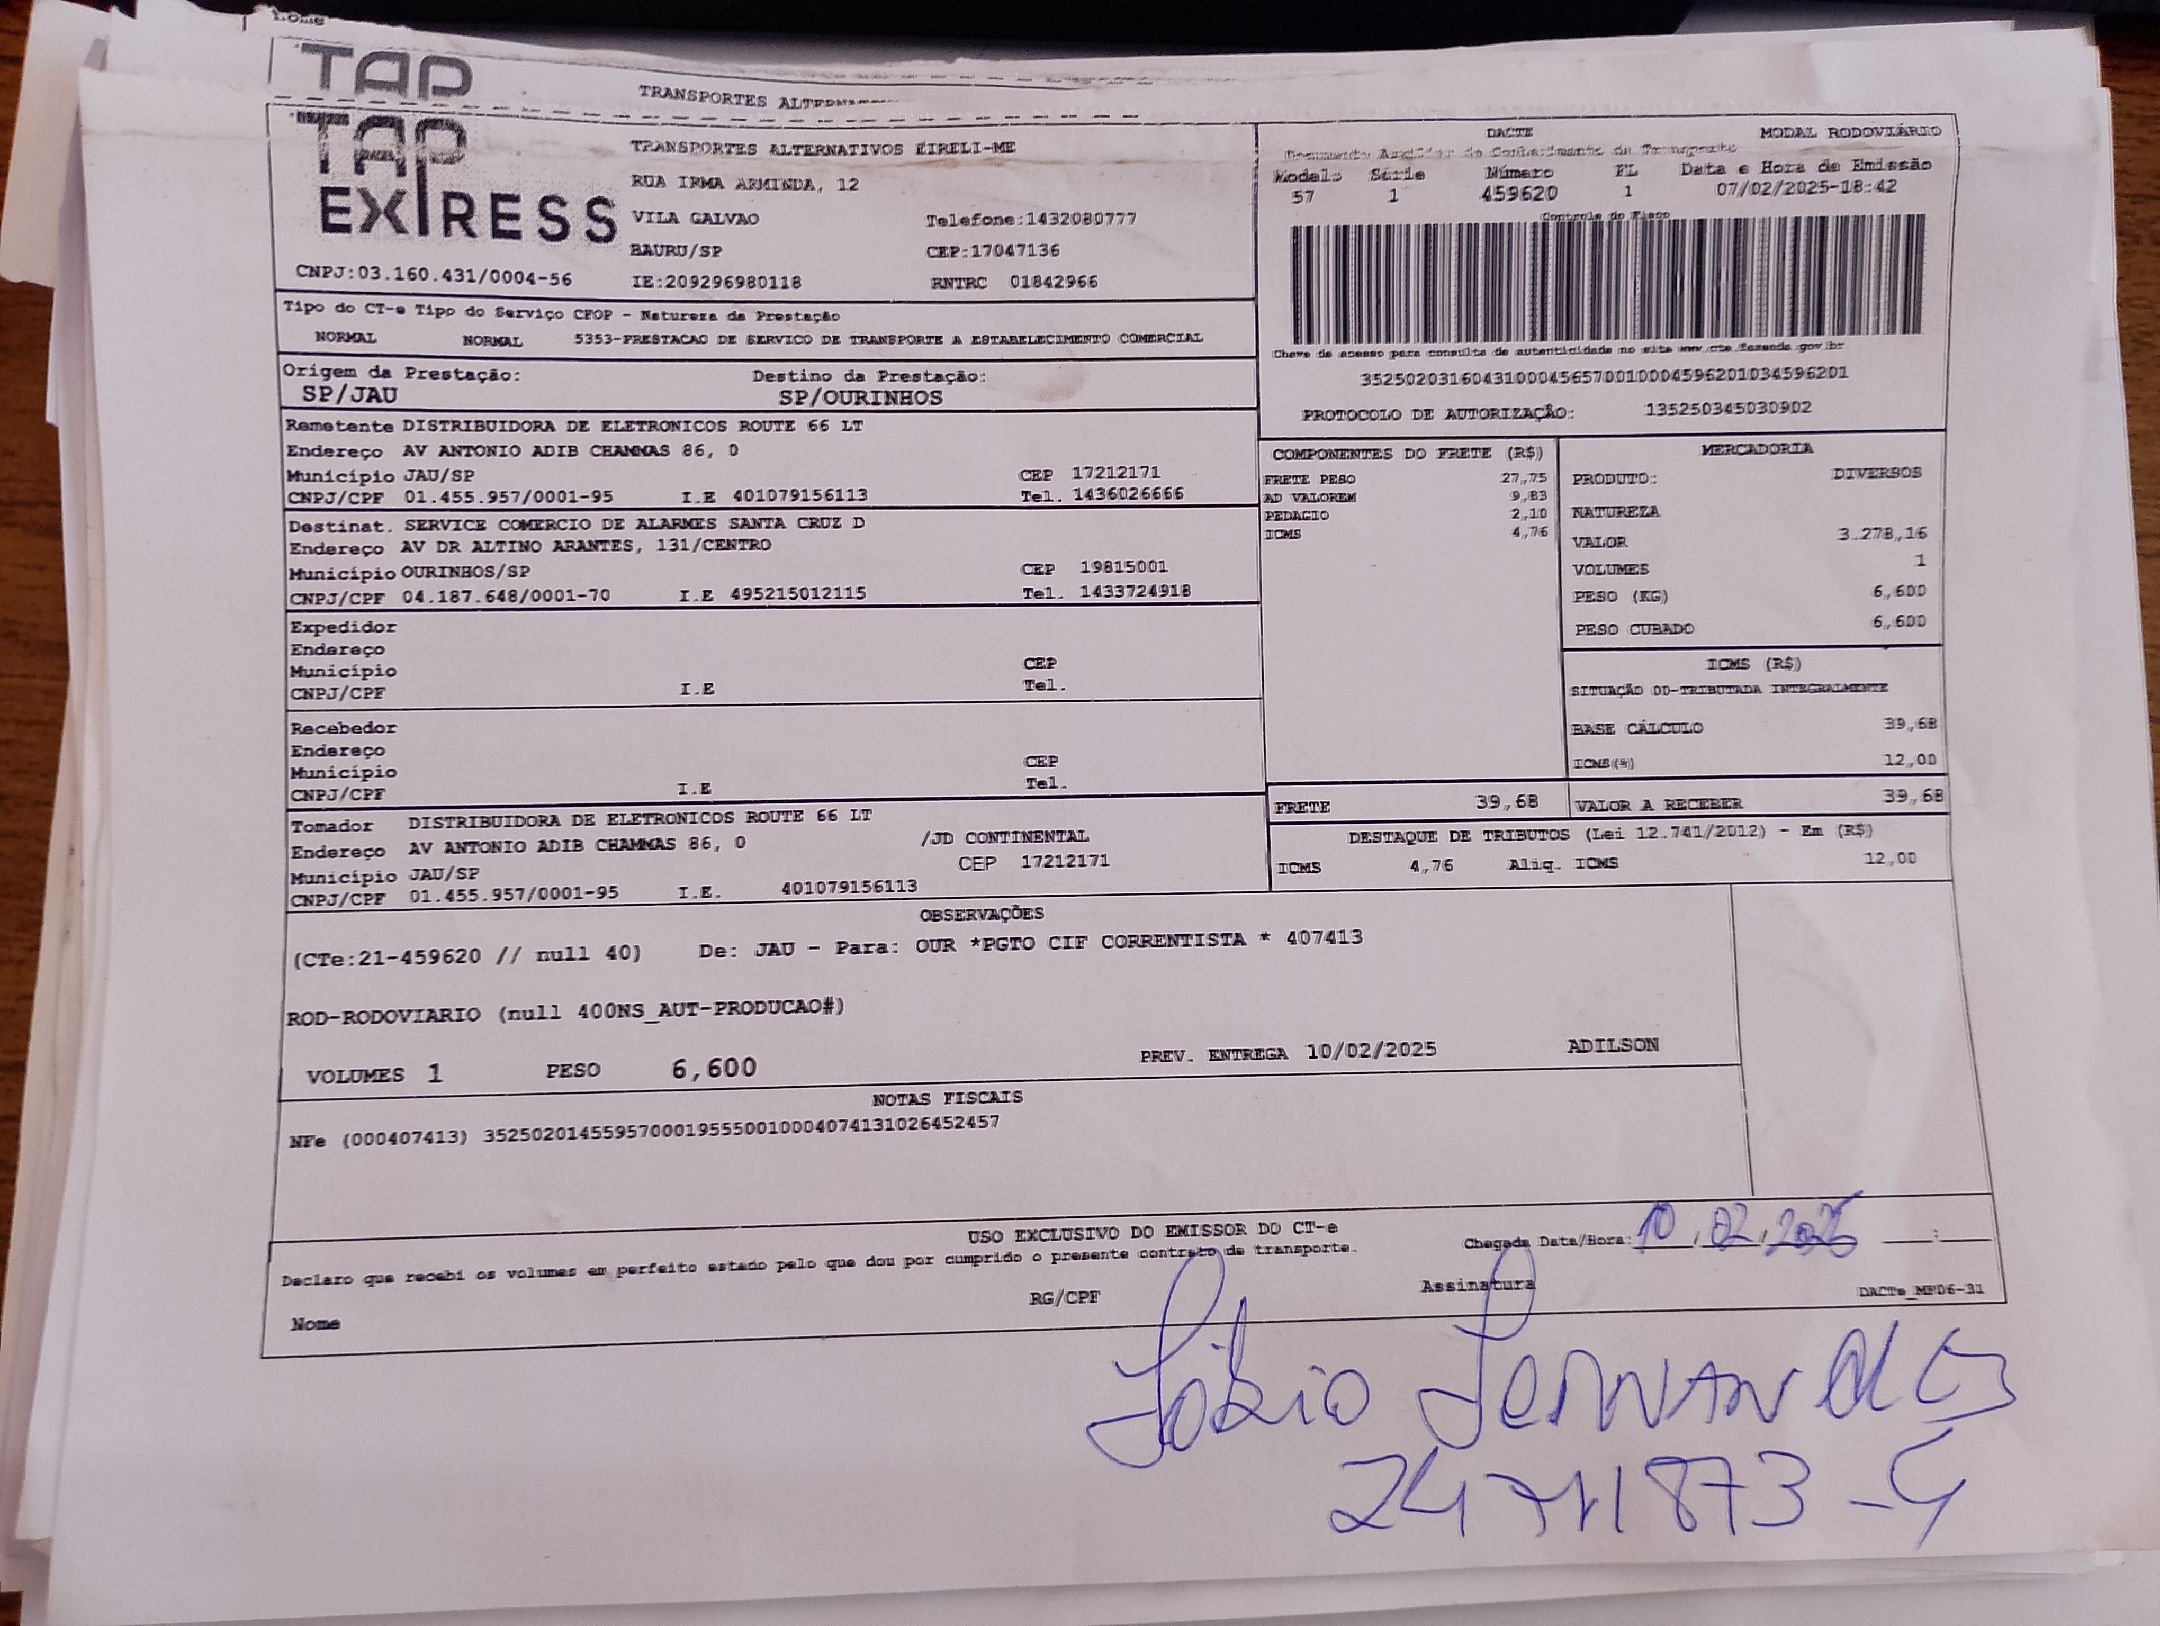 TAP
TRANSPORTES
TAP
EXPRESS
CNPJ:03.160.431/0004-56
TRANSPORTES ALTERNATIVOS EIRELI-ME
RUA IRMA ARMINDA, 12
VILA GALVAO Telefone:1432080777
BAURU/SP CEP:17047136
IE:209296980118 RNTRC 01842966
DACTE MODAL RODOVIÁRIO
Documento Auxiliar do Conhecimento de Transporte
Modelo Série Número FL Data e Hora de Emissão
57 1 459620 1 07/02/2025-18:42
Controle do Fisco
Chave de acesso para consulta de autenticidade no site www.cte.fazenda.gov.br
35250203160431000456570010004596201034596201
PROTOCOLO DE AUTORIZAÇÃO: 135250345030902
Tipo do CT-e Tipo do Serviço CFOP - Natureza da Prestação
NORMAL NORMAL 5353-PRESTACAO DE SERVICO DE TRANSPORTE A ESTABELECIMENTO COMERCIAL
Origem da Prestação: Destino da Prestação:
SP/JAU SP/OURINHOS
Remetente DISTRIBUIDORA DE ELETRONICOS ROUTE 66 LT
Endereço AV ANTONIO ADIB CHAMMAS 86, 0
Município JAU/SP CEP 17212171
CNPJ/CPF 01.455.957/0001-95 I.E 401079156113 Tel. 1436026666
Destinat. SERVICE COMERCIO DE ALARMES SANTA CRUZ D
Endereço AV DR ALTINO ARANTES, 131/CENTRO
Município OURINHOS/SP CEP 19815001
CNPJ/CPF 04.187.648/0001-70 I.E 495215012115 Tel. 1433724918
Expedidor
Endereço
Município CEP
CNPJ/CPF I.E Tel.
Recebedor
Endereço
Município CEP
CNPJ/CPF I.E Tel.
Tomador DISTRIBUIDORA DE ELETRONICOS ROUTE 66 LT
Endereço AV ANTONIO ADIB CHAMMAS 86, 0 /JD CONTINENTAL
Município JAU/SP CEP 17212171
CNPJ/CPF 01.455.957/0001-95 I.E. 401079156113
COMPONENTES DO FRETE (R$)
FRETE PESO 27,75
AD VALOREM 9,83
PEDAGIO 2,10
ICMS 4,76
MERCADORIA
PRODUTO: DIVERSOS
NATUREZA
VALOR 3.278,16
VOLUMES 1
PESO (KG) 6,600
PESO CUBADO 6,600
ICMS (R$)
SITUAÇÃO 00-TRIBUTADA INTEGRALMENTE
BASE CÁLCULO 39,68
ICMS(%) 12,00
FRETE 39,68 VALOR A RECEBER 39,68
DESTAQUE DE TRIBUTOS (Lei 12.741/2012) - Em (R$)
ICMS 4,76 Aliq. ICMS 12,00
OBSERVAÇÕES
(CTe:21-459620 // null 40) De: JAU - Para: OUR *PGTO CIF CORRENTISTA * 407413
ROD-RODOVIARIO (null 400NS_AUT-PRODUCAO#)
VOLUMES 1 PESO 6,600 PREV. ENTREGA 10/02/2025 ADILSON
NOTAS FISCAIS
NFe (000407413) 35250201455957000195550010004074131026452457
USO EXCLUSIVO DO EMISSOR DO CT-e
Declaro que recebi os volumes em perfeito estado pelo que dou por cumprido o presente contrato de transporte.
Chegada Data/Hora: 10,02,2025 :
Nome RG/CPF Assinatura DACTe_MF06-31
Fábio Fernandes